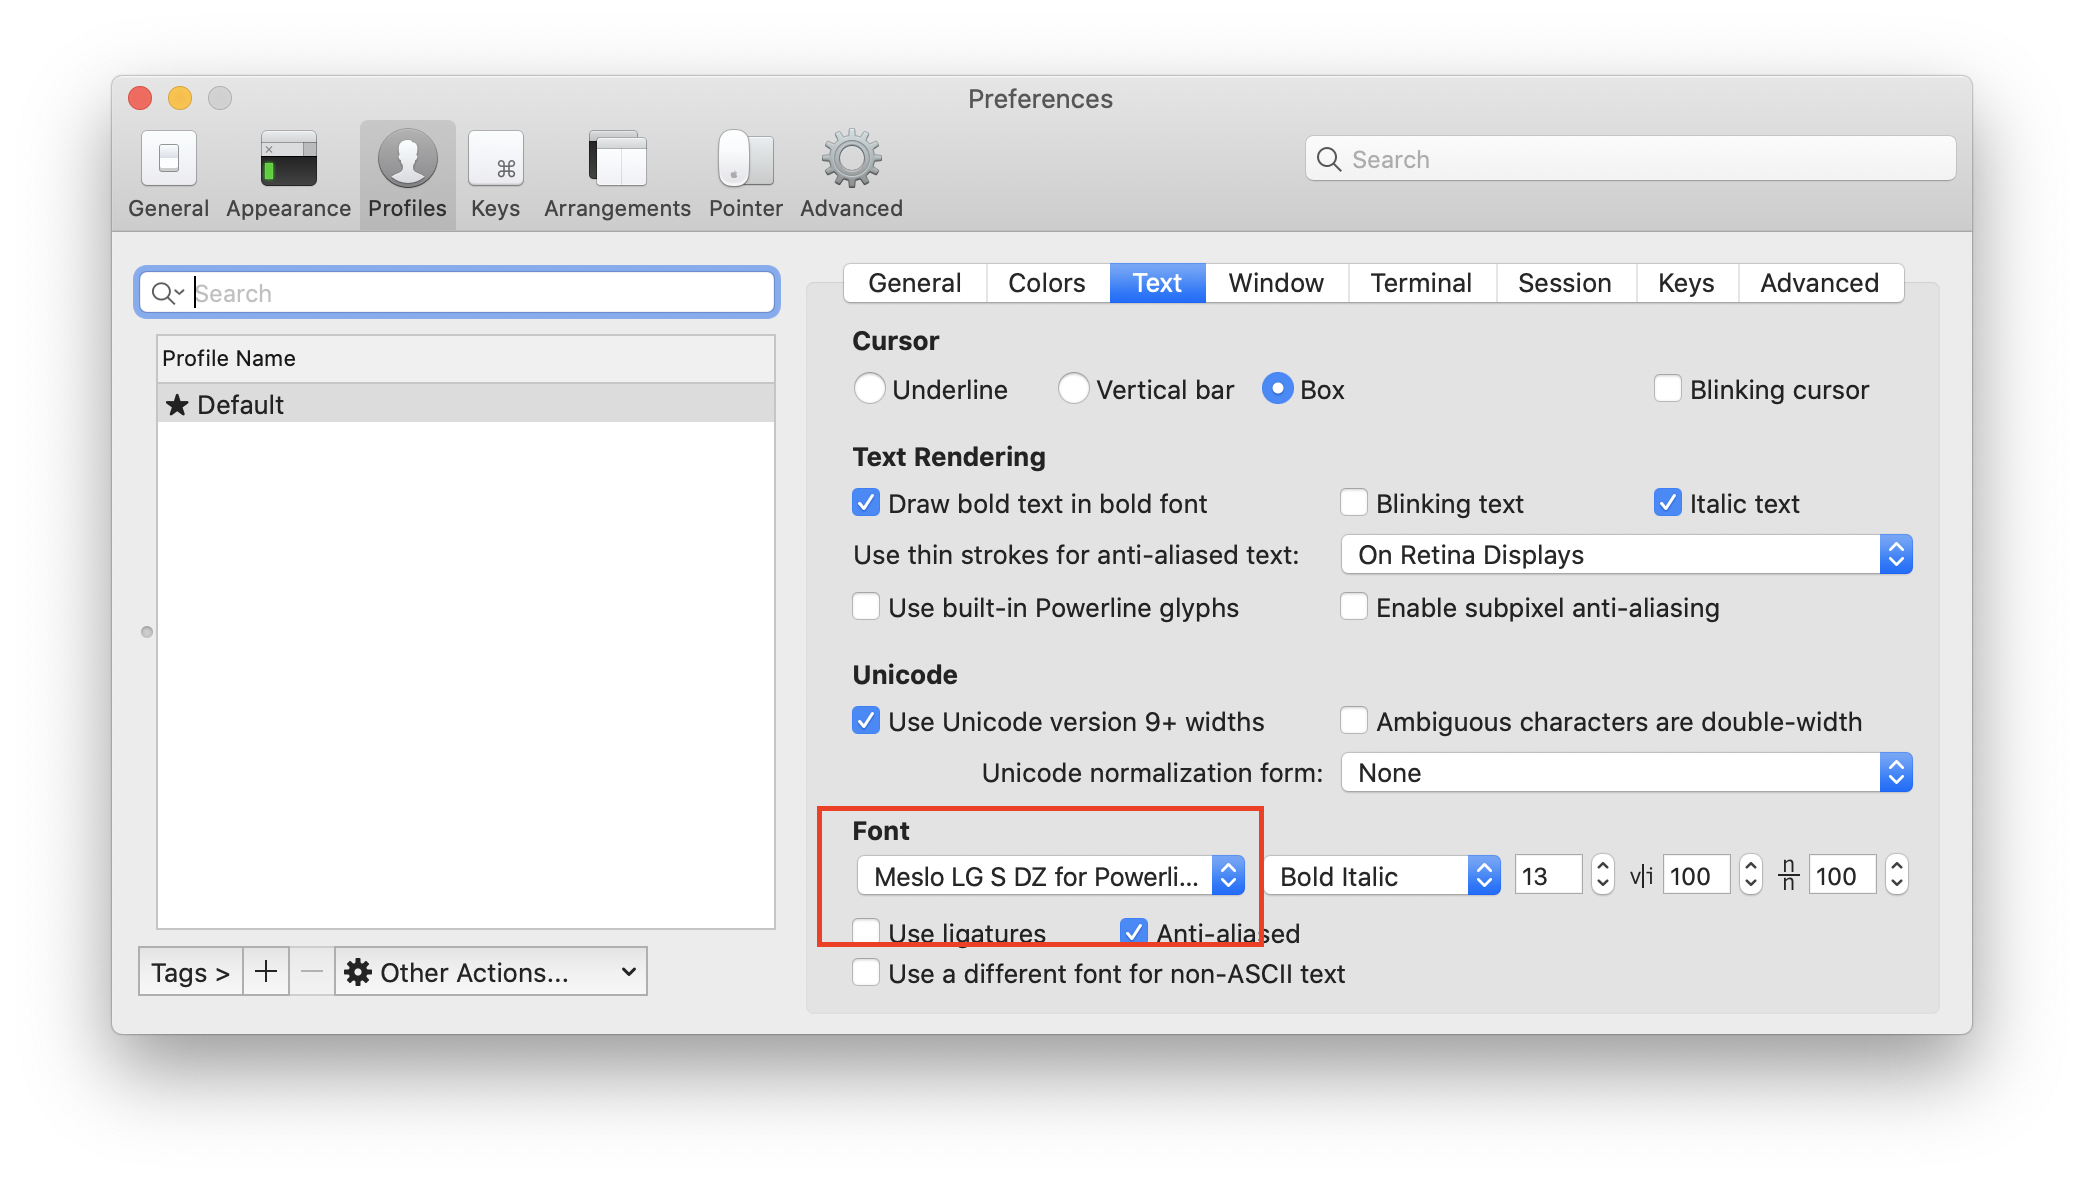 Preferences
General Appearance Profiles Keys Arrangements Pointer Advanced
Search
Search
Profile Name
★ Default
Tags > + — Other Actions...
General Colors Text Window Terminal Session Keys Advanced
Cursor
Underline Vertical bar Box Blinking cursor
Text Rendering
Draw bold text in bold font Blinking text Italic text
Use thin strokes for anti-aliased text: On Retina Displays
Use built-in Powerline glyphs Enable subpixel anti-aliasing
Unicode
Use Unicode version 9+ widths Ambiguous characters are double-width
Unicode normalization form: None
Font
Meslo LG S DZ for Powerli... Bold Italic 13 v|i 100 n/n 100
Use ligatures Anti-aliased
Use a different font for non-ASCII text